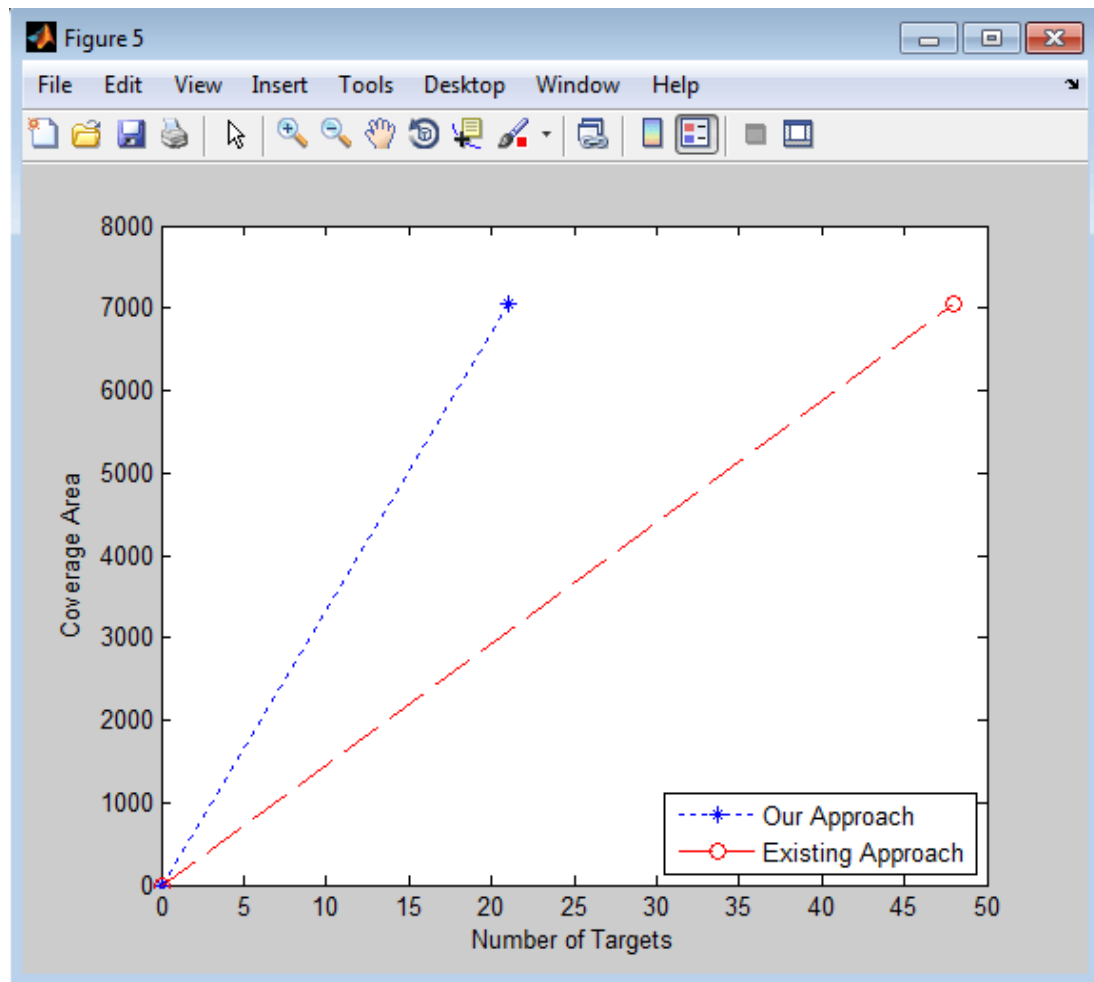 Figure 5
File Edit View Insert Tools Desktop Window Help
8000
7000
6000
5000
4000
3000
2000
1000
0
Coverage Area
0 5 10 15 20 25 30 35 40 45 50
Number of Targets
Our Approach
Existing Approach